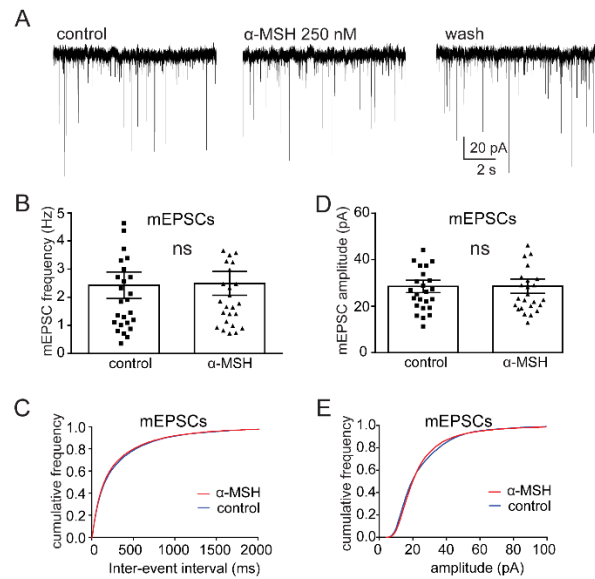 A
control
α-MSH 250 nM
wash
20 pA
2 s
B
mEPSCs
ns
mEPSC frequency (Hz)
5
4
3
2
1
0
control
α-MSH
D
mEPSCs
ns
mEPSC amplitude (pA)
60
40
20
0
control
α-MSH
C
mEPSCs
cumulative frequency
1.0
0.8
0.6
0.4
0.2
0.0
α-MSH
control
0 500 1000 1500 2000
Inter-event interval (ms)
E
mEPSCs
cumulative frequency
1.0
0.8
0.6
0.4
0.2
0.0
α-MSH
control
0 20 40 60 80 100
amplitude (pA)